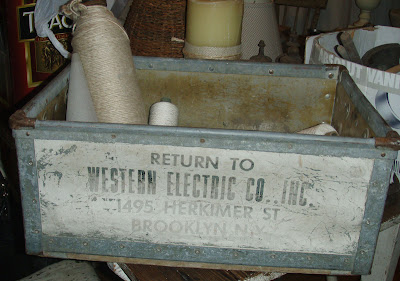 RETURN TO
WESTERN ELECTRIC CO., INC.
1495 HERKIMER ST
BROOKLYN N.Y.